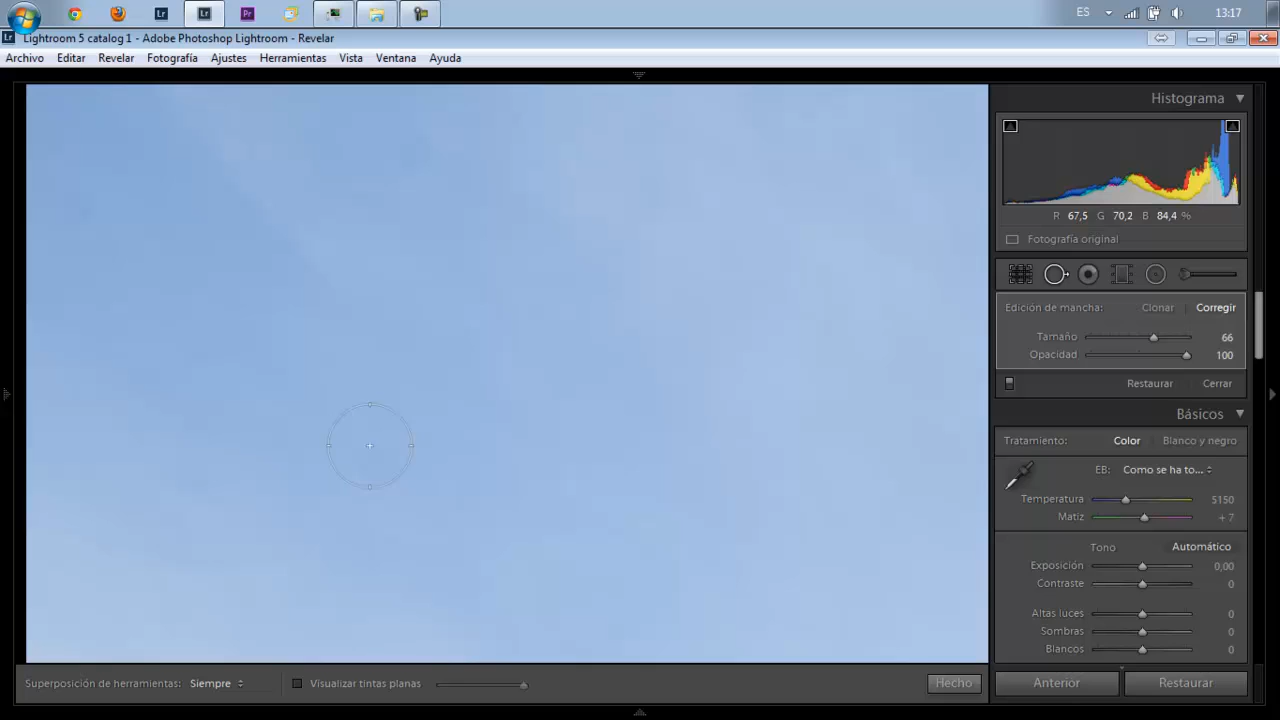 Lr
Lr
Pr
ES
13:17
Lr
Lightroom 5 catalog 1 - Adobe Photoshop Lightroom - Revelar
Archivo Editar Revelar Fotografía Ajustes Herramientas Vista Ventana Ayuda
Histograma
R 67,5 G 70,2 B 84,4 %
Fotografía original
Edición de mancha: Clonar Corregir
Tamaño 66
Opacidad 100
Restaurar Cerrar
Básicos
Tratamiento: Color Blanco y negro
EB: Como se ha to...
Temperatura 5150
Matiz + 7
Tono Automático
Exposición 0,00
Contraste 0
Altas luces 0
Sombras 0
Blancos 0
Superposición de herramientas: Siempre Visualizar tintas planas Hecho
Anterior Restaurar